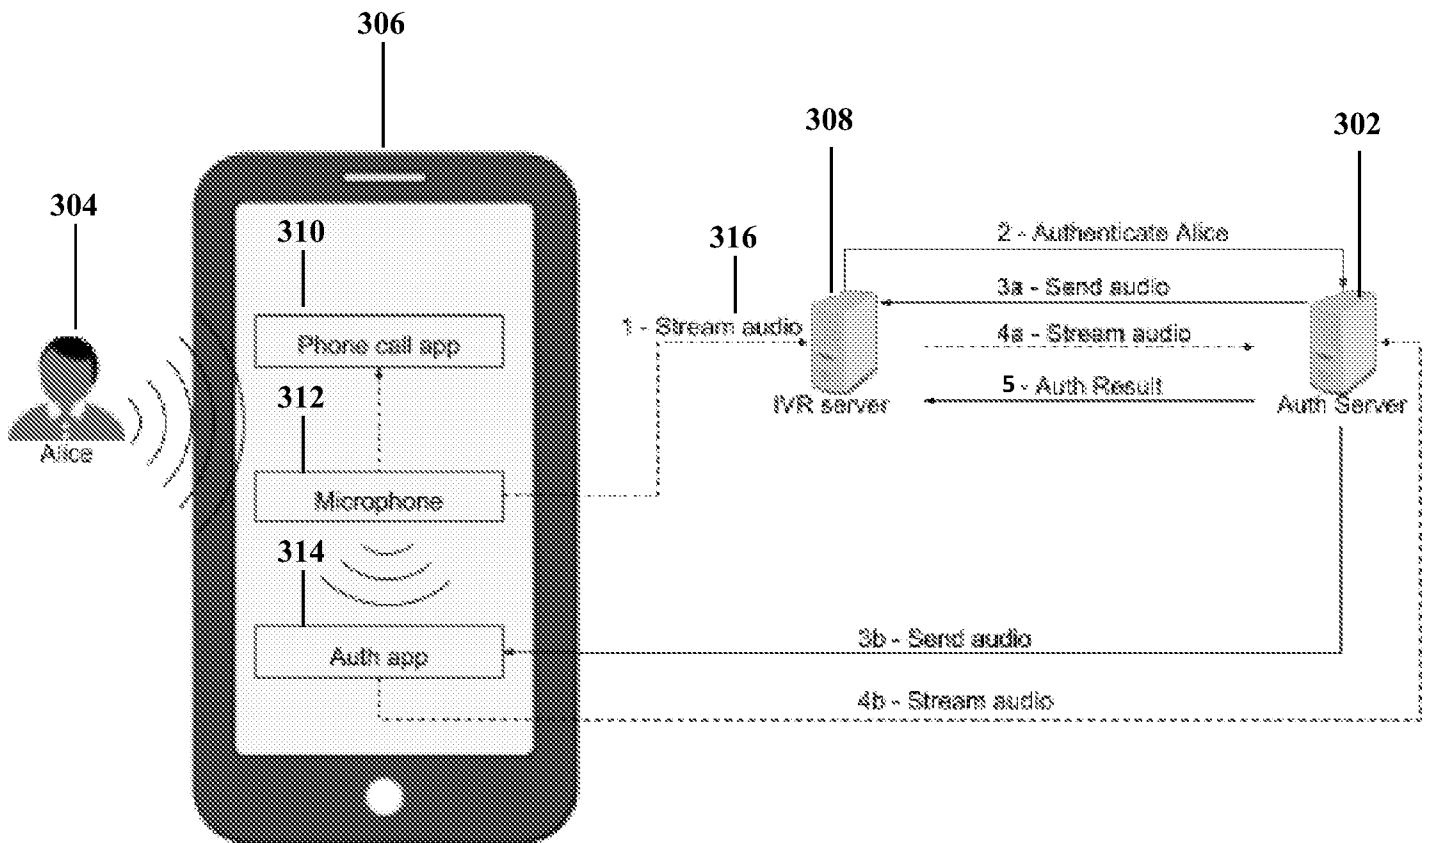 306
308
302
304
310
316
2 - Authenticate Alice
3a - Send audio
1 - Stream audio
4a - Stream audio
Phone call app
5 - Auth Result
312
IVR server
Auth Server
Alice
Microphone
314
3b - Send audio
Auth app
4b - Stream audio